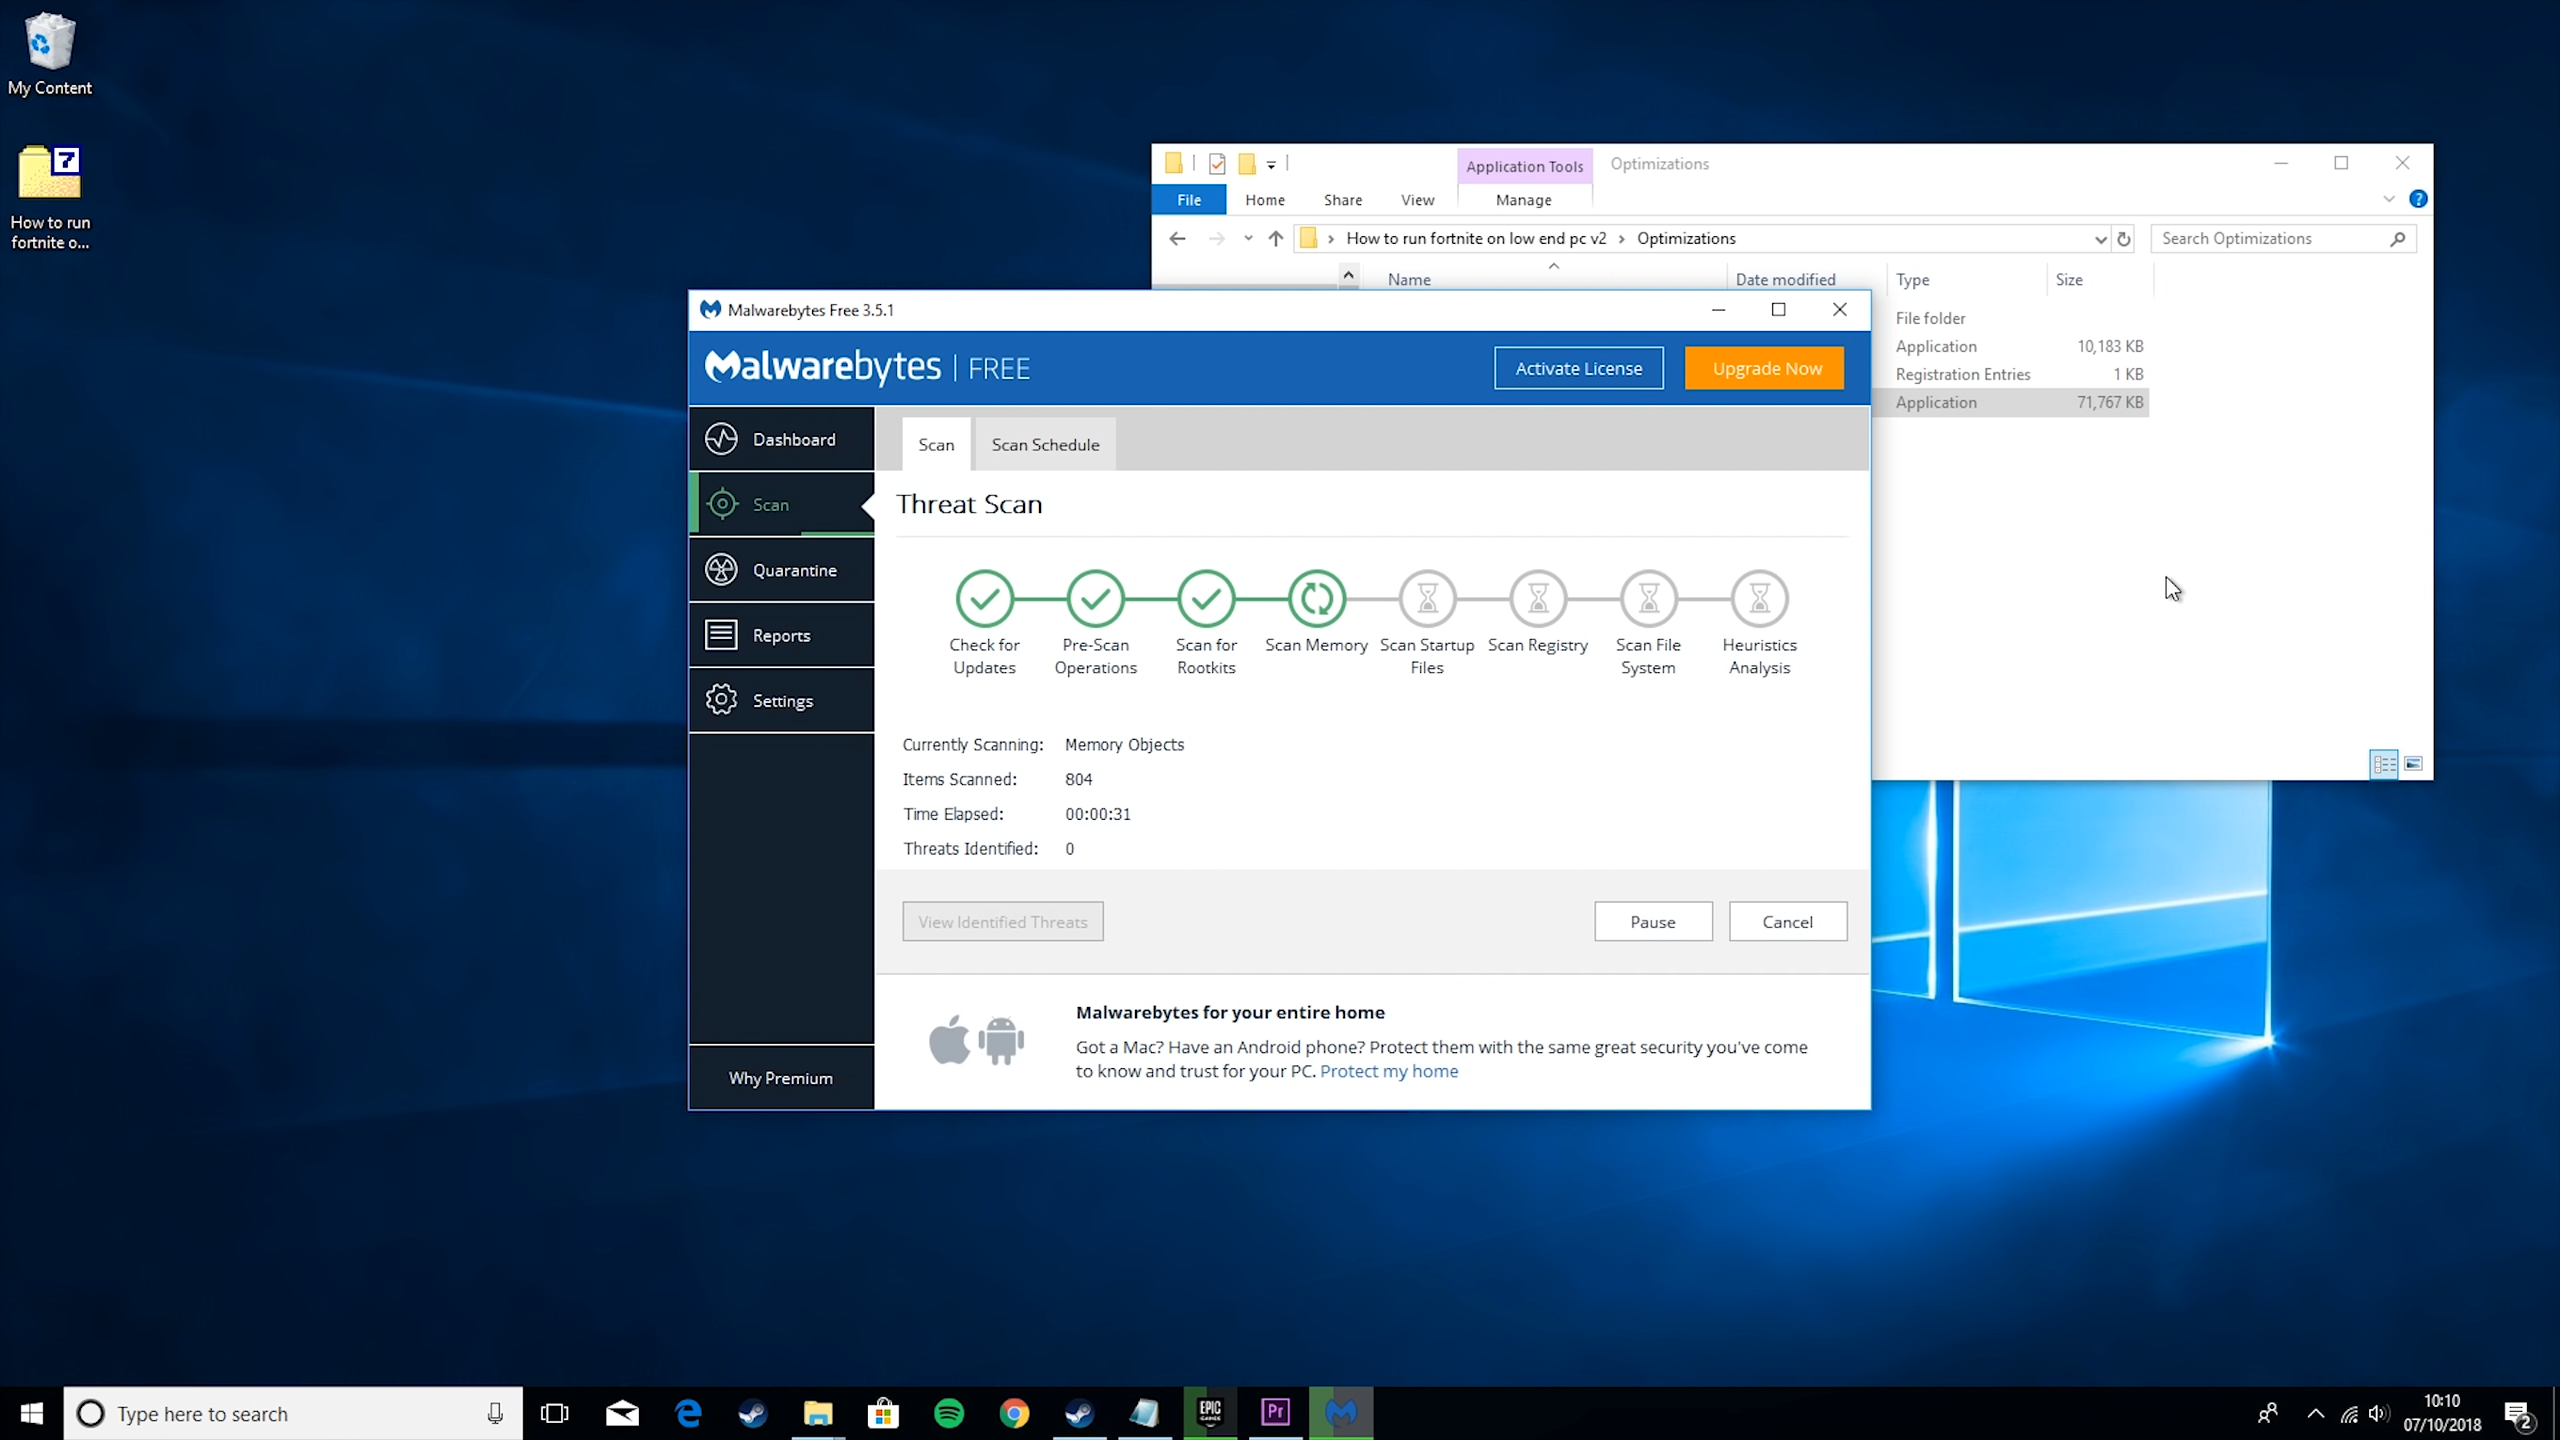 My Content
7
How to run
fortnite o...
Application Tools
Optimizations
File
Home
Share
View
Manage
?
How to run fortnite on low end pc v2
Optimizations
Search Optimizations
Name
Date modified
Type
Size
File folder
Application
10,183 KB
Registration Entries
1 KB
Application
71,767 KB
Malwarebytes Free 3.5.1
Malwarebytes | FREE
Activate License
Upgrade Now
Dashboard
Scan
Quarantine
Reports
Settings
Why Premium
Scan
Scan Schedule
Threat Scan
Check for
Updates
Pre-Scan
Operations
Scan for
Rootkits
Scan Memory
Scan Startup
Files
Scan Registry
Scan File
System
Heuristics
Analysis
Currently Scanning: Memory Objects
Items Scanned: 804
Time Elapsed: 00:00:31
Threats Identified: 0
View Identified Threats
Pause
Cancel
Malwarebytes for your entire home
Got a Mac? Have an Android phone? Protect them with the same great security you've come
to know and trust for your PC. Protect my home
Type here to search
EPIC
GAMES
Pr
10:10
07/10/2018
2